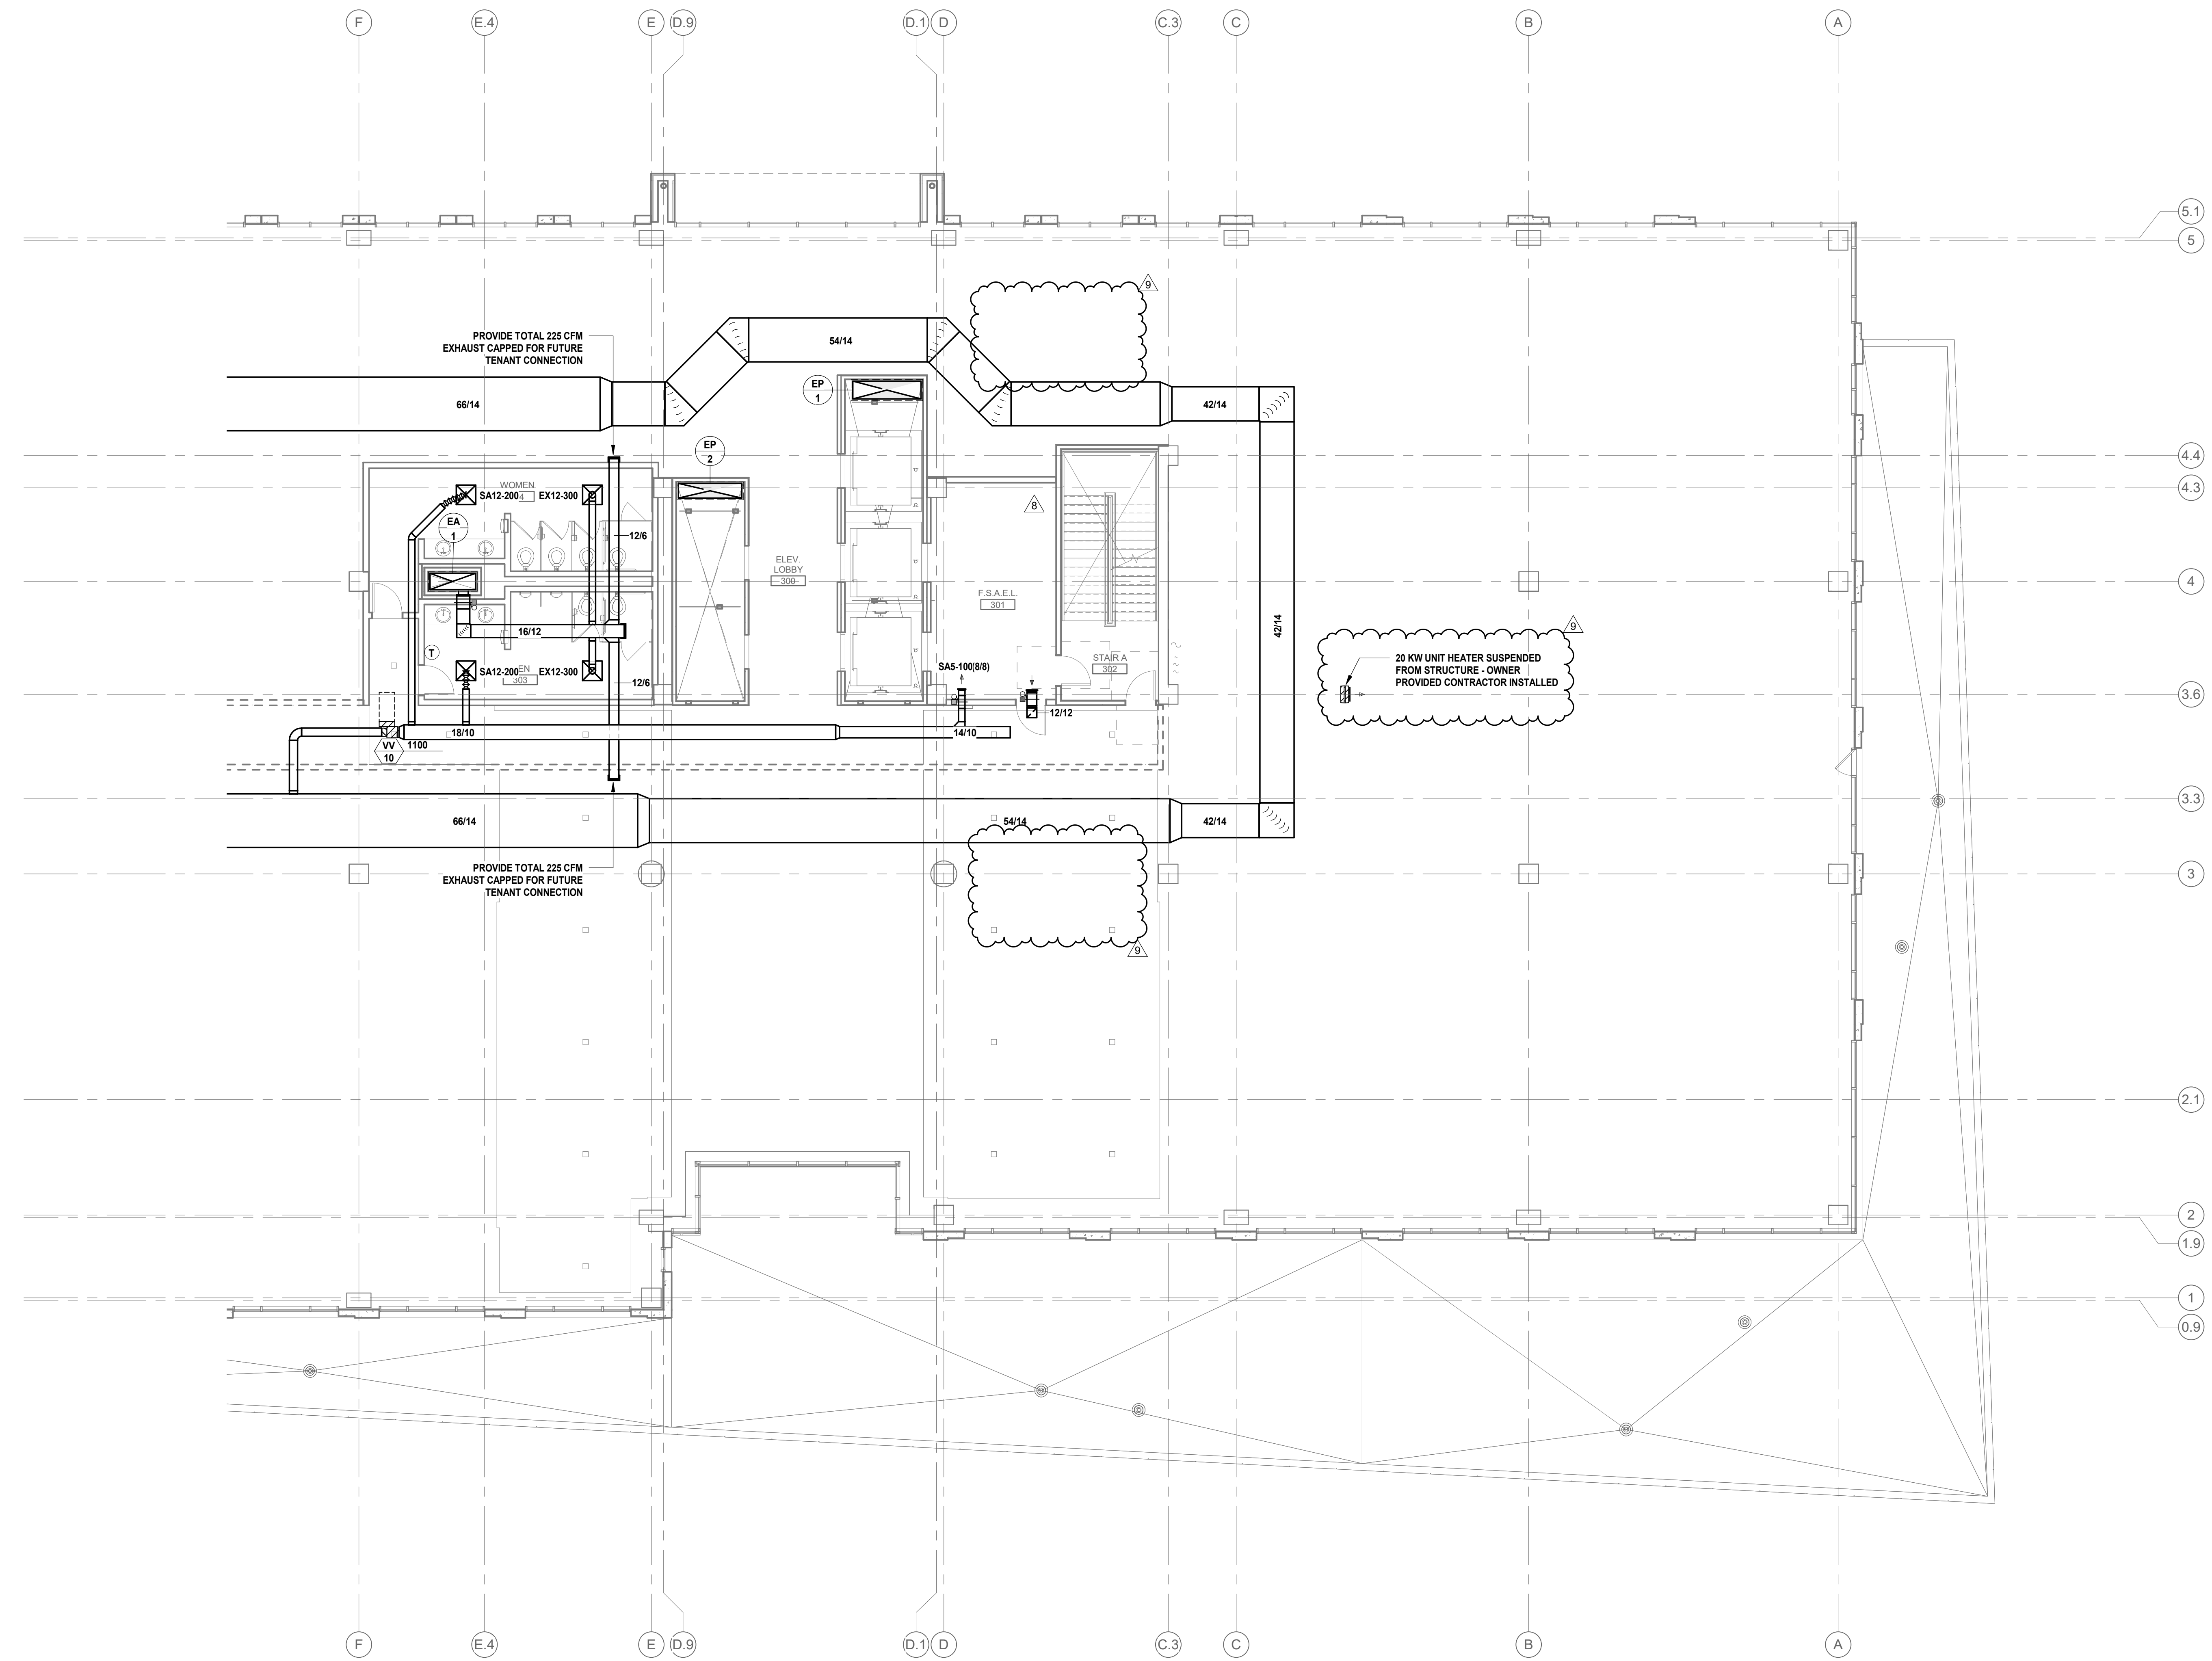 F E.4 E D.9 D.1 D C.3 C B A
5.1
5
9
PROVIDE TOTAL 225 CFM
EXHAUST CAPPED FOR FUTURE
TENANT CONNECTION
54/14
EP
1
66/14
42/14
EP
2
4.4
4.3
WOMEN
SA12-200 4 EX12-300
8
EA
1
12/6
ELEV.
LOBBY
300
4
F.S.A.E.L.
301
16/12
42/14
9
T
20 KW UNIT HEATER SUSPENDED
FROM STRUCTURE - OWNER
PROVIDED CONTRACTOR INSTALLED
STAIR A
302
SA5-100(8/8)
SA12-200 EN EX12-300
303
12/6
3.6
12/12
18/10
14/10
VV 1100
10
3.3
66/14
54/14
42/14
PROVIDE TOTAL 225 CFM
EXHAUST CAPPED FOR FUTURE
TENANT CONNECTION
3
9
2.1
2
1.9
1
0.9
F E.4 E D.9 D.1 D C.3 C B A